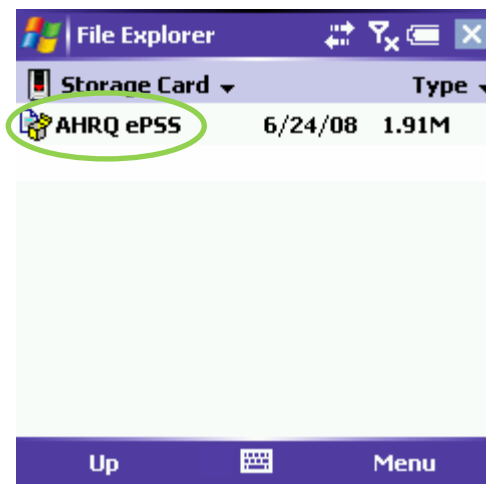 File Explorer
Storage Card Type
AHRQ ePSS 6/24/08 1.91M
Up Menu